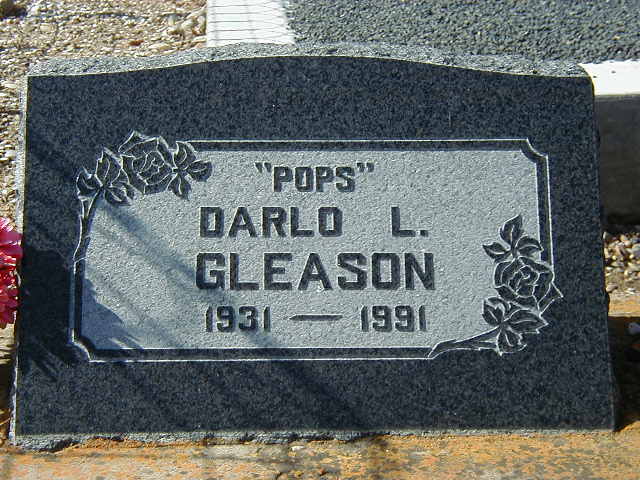 "POPS"
DARLO L.
GLEASON
1931 — 1991